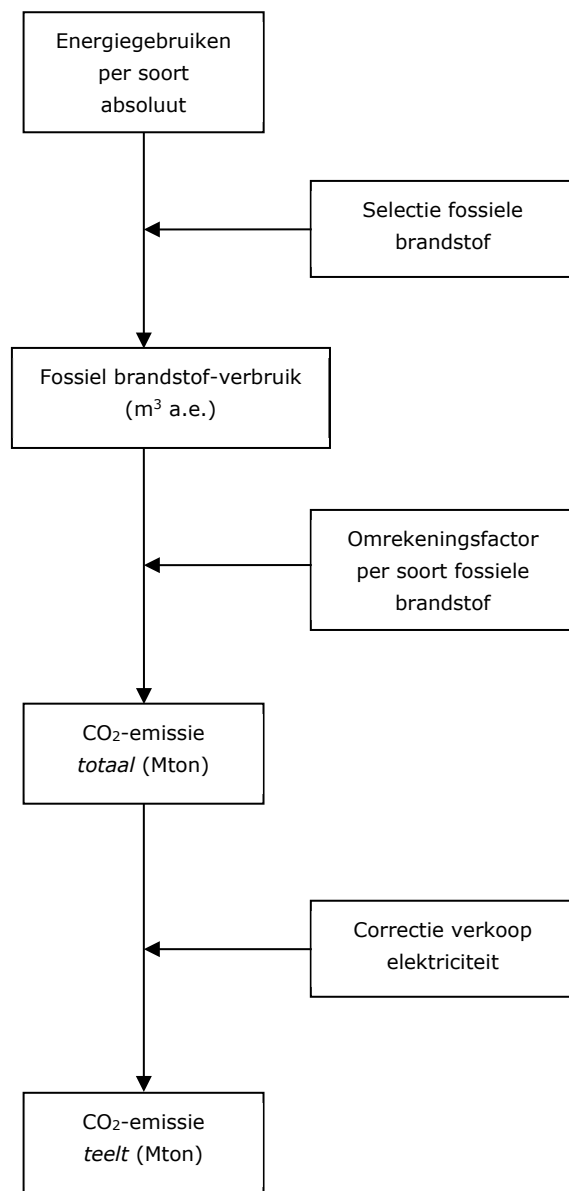 Energiegebruiken
per soort
absoluut
Selectie fossiele
brandstof
Fossiel brandstof-verbruik
(m³ a.e.)
Omrekeningsfactor
per soort fossiele
brandstof
CO₂-emissie
totaal (Mton)
Correctie verkoop
elektriciteit
CO₂-emissie
teelt (Mton)